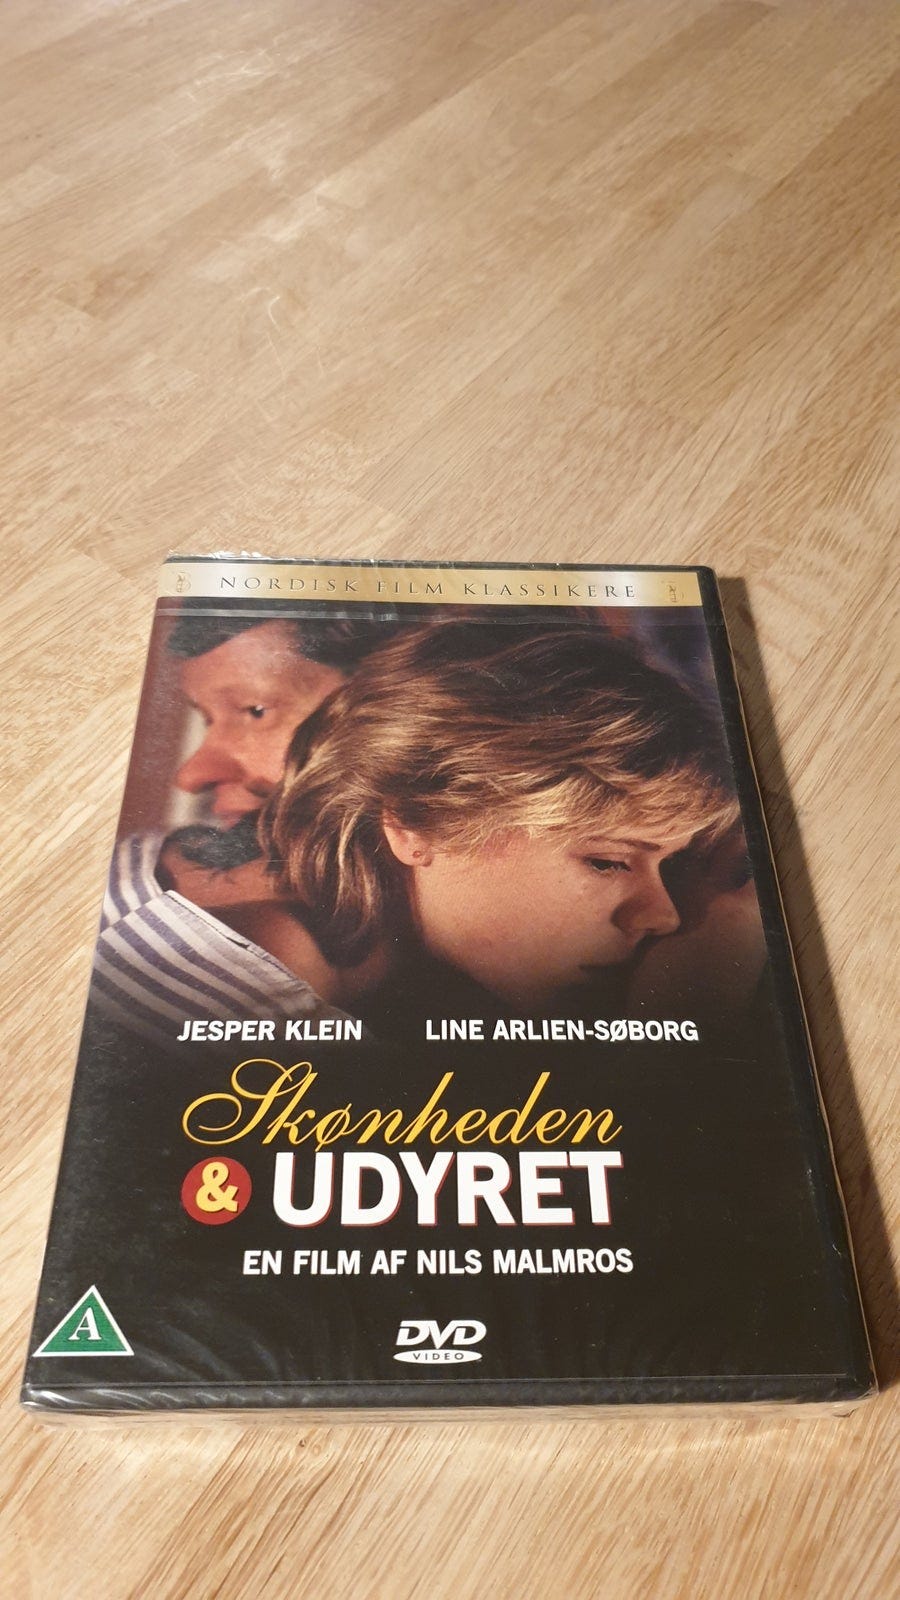 NORDISK FILM KLASSIKERE
JESPER KLEIN LINE ARLIEN-SØBORG
Skønheden
& UDYRET
EN FILM AF NILS MALMROS
A
DVD
VIDEO